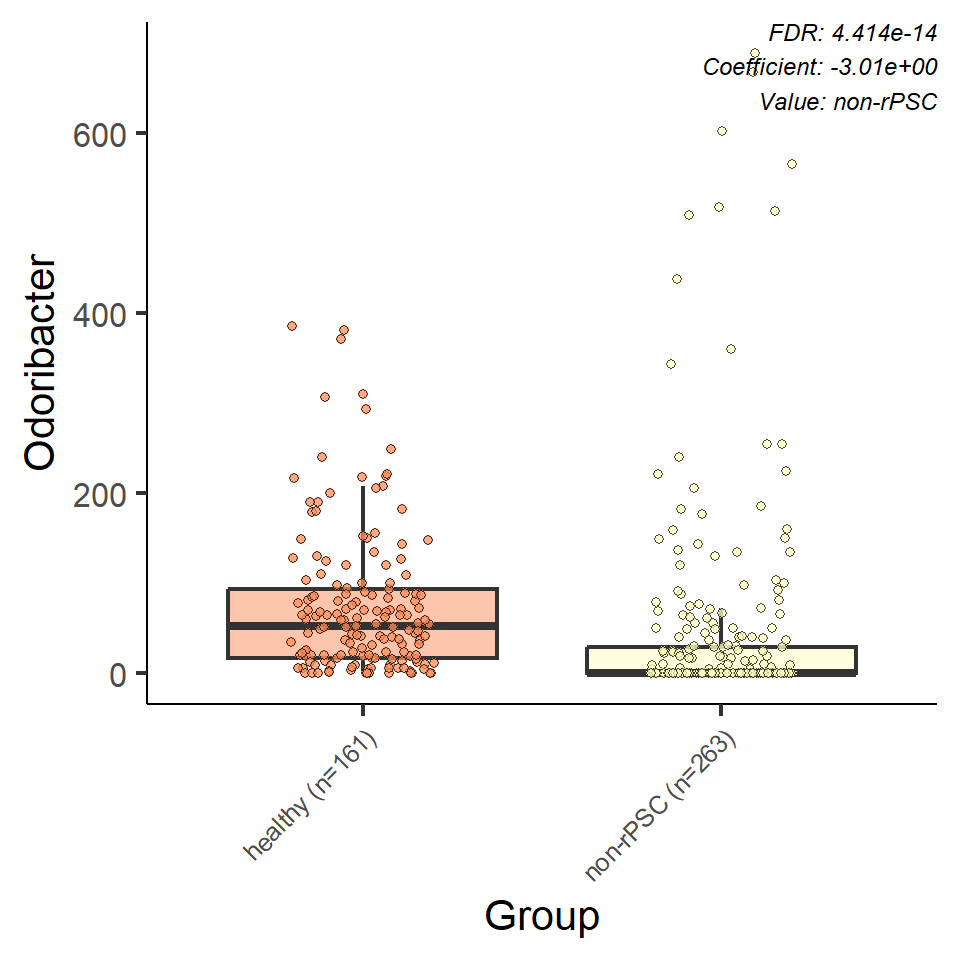 FDR: 4.414e-14
Coefficient: -3.01e+00
Value: non-rPSC
Odoribacter
600
400
200
0
healthy (n=161)
non-rPSC (n=263)
Group